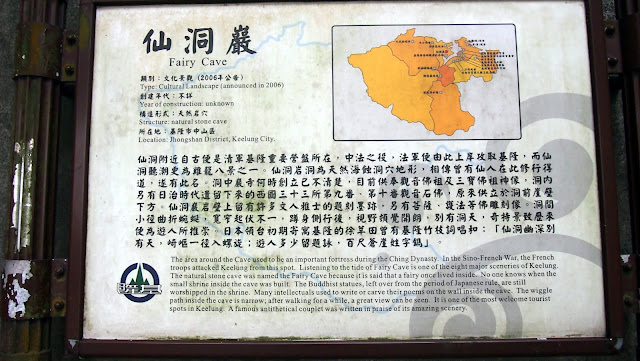 仙洞巖
Fairy Cave
類別：文化景觀（2006年公告）
Type: Cultural Landscape (announced in 2006)
創建年代：不詳
Year of construction: unknown
構造形式：天然岩穴
Structure: natural stone cave
所在地：基隆市中山區
Location: Jhongshan District, Keelung City.
仙洞附近自古便是清軍基隆重要營盤所在，中法之役，法軍便由此上岸攻取基隆，而仙
洞聽潮更為雞籠八景之一。仙洞岩洞為天然海蝕洞穴地形，相傳曾有仙人在此修行得
道，遂有此名。洞中晨寺何時創立已不清楚，目前供奉觀音佛祖及三寶佛祖神像，洞內
另有日治時代遺留下來的西國三十三所第九番、第十番觀音石佛，原來供立於洞前崖壁
下方。仙洞直岩壁上留有許多文人雅士的題刻墨跡，另有菩薩、護法等佛雕刻像。洞間
小徑曲折蜿蜒，寬窄起伏不一，踌身側行後，視野頓覺開朗，別有洞天，奇特景致歷來
便為遊人所推崇。日本領台初期寄寓基隆的徐羊田曾有基隆竹枝詞唱和：「仙洞幽深別
有天，崎嶇一徑入螺旋；遊人多少留題詠，百尺蒼崖姓字鐫。」
The area around the Cave used to be an important fortress during the Ching Dynasty. In the Sino-French War, the French
troops attacked Keelung from this spot. Listening to the tide of Fairy Cave is one of the eight major sceneries of Keelung.
The natural stone cave was named the Fairy Cave because it is said that a fairy once lived inside. No one knows when the
small shrine inside the cave was built. The Buddhist statues, left over from the period of Japanese rule, are still
worshipped in the shrine. Many intellectuals used to write or carve their poems on the wall inside the cave. The wiggle
path inside the cave is narrow; after walking for a while, a great view can be seen. It is one of the most welcome tourist
spots in Keelung. A famous antithetical couplet was written in praise of its amazing scenery.